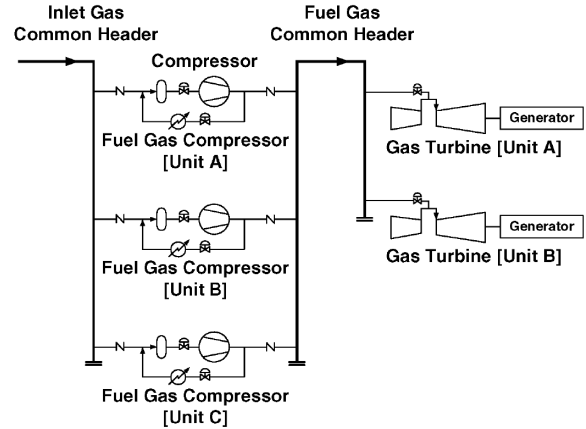 Inlet Gas
Common Header
Fuel Gas
Common Header
Compressor
Fuel Gas Compressor
[Unit A]
Generator
Gas Turbine [Unit A]
Fuel Gas Compressor
[Unit B]
Generator
Gas Turbine [Unit B]
Fuel Gas Compressor
[Unit C]